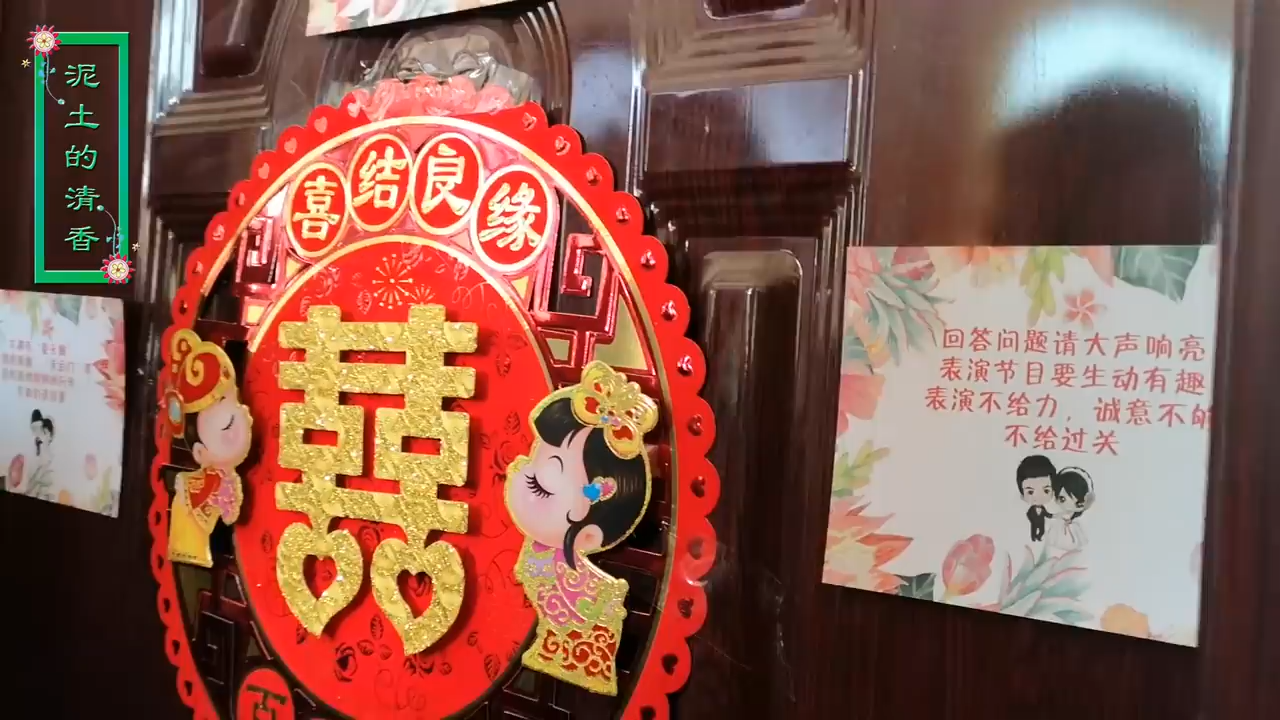 泥土的清香
喜结良缘
囍
百
回答问题请大声响亮
表演节目要生动有趣
表演不给力，诚意不够
不给过关